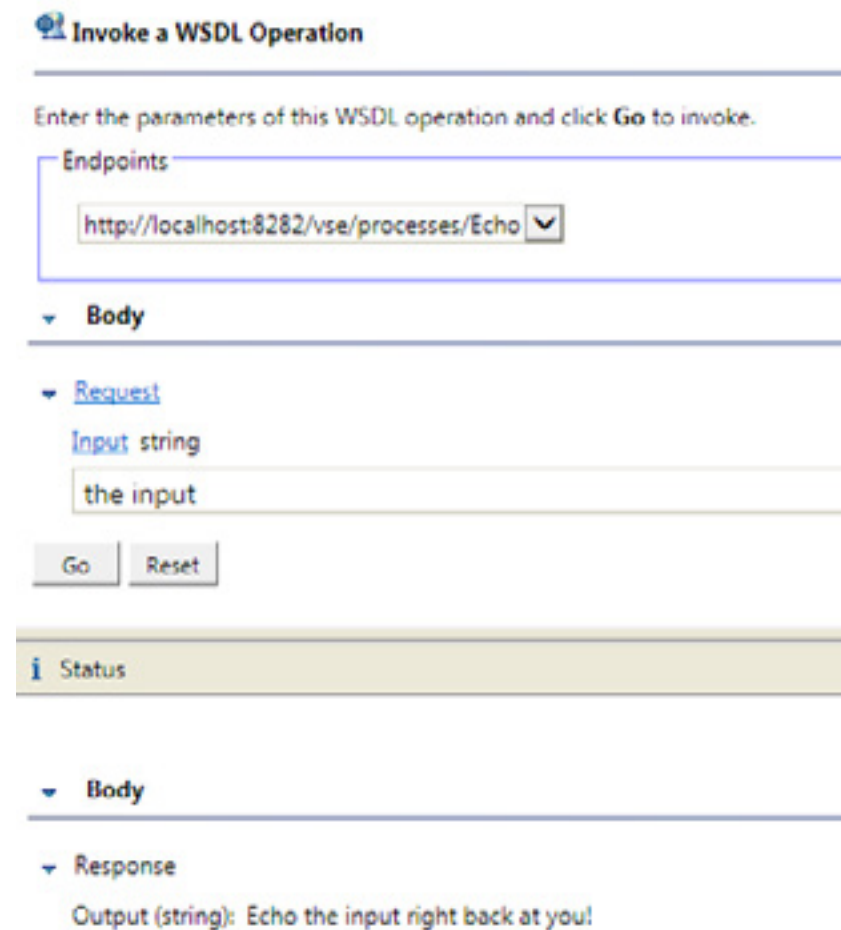 Invoke a WSDL Operation
Enter the parameters of this WSDL operation and click Go to invoke.
Endpoints
http://localhost:8282/vse/processes/Echo
Body
Request
Input string
the input
Go Reset
i Status
Body
Response
Output (string): Echo the input right back at you!